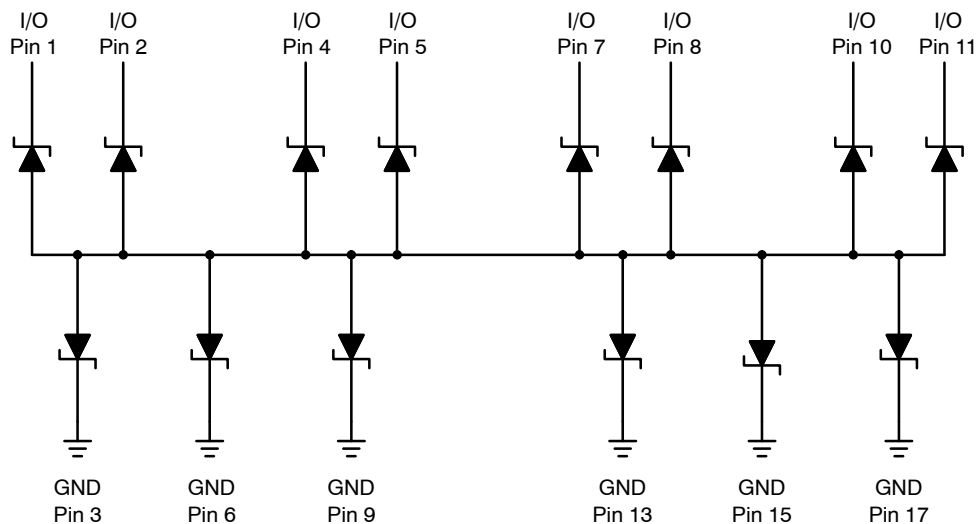 I/O I/O I/O I/O I/O I/O I/O I/O
Pin 1 Pin 2 Pin 4 Pin 5 Pin 7 Pin 8 Pin 10 Pin 11
GND GND GND GND GND GND
Pin 3 Pin 6 Pin 9 Pin 13 Pin 15 Pin 17